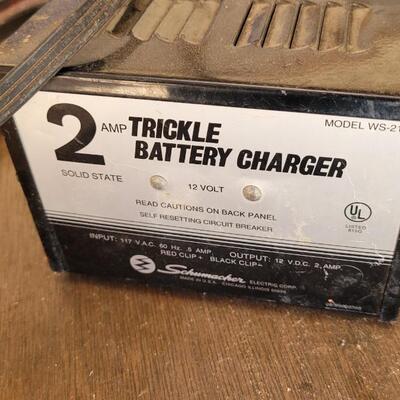 2 AMP TRICKLE
BATTERY CHARGER
MODEL WS-21
SOLID STATE
12 VOLT
READ CAUTIONS ON BACK PANEL
SELF RESETTING CIRCUIT BREAKER
UL
LISTED
INPUT: 117 V.A.C. 60 Hz. .5 AMP. OUTPUT: 12 V.D.C. 2 AMP.
RED CLIP+ BLACK CLIP-
Schumacher ELECTRIC CORP.
MADE IN U.S.A. CHICAGO ILLINOIS